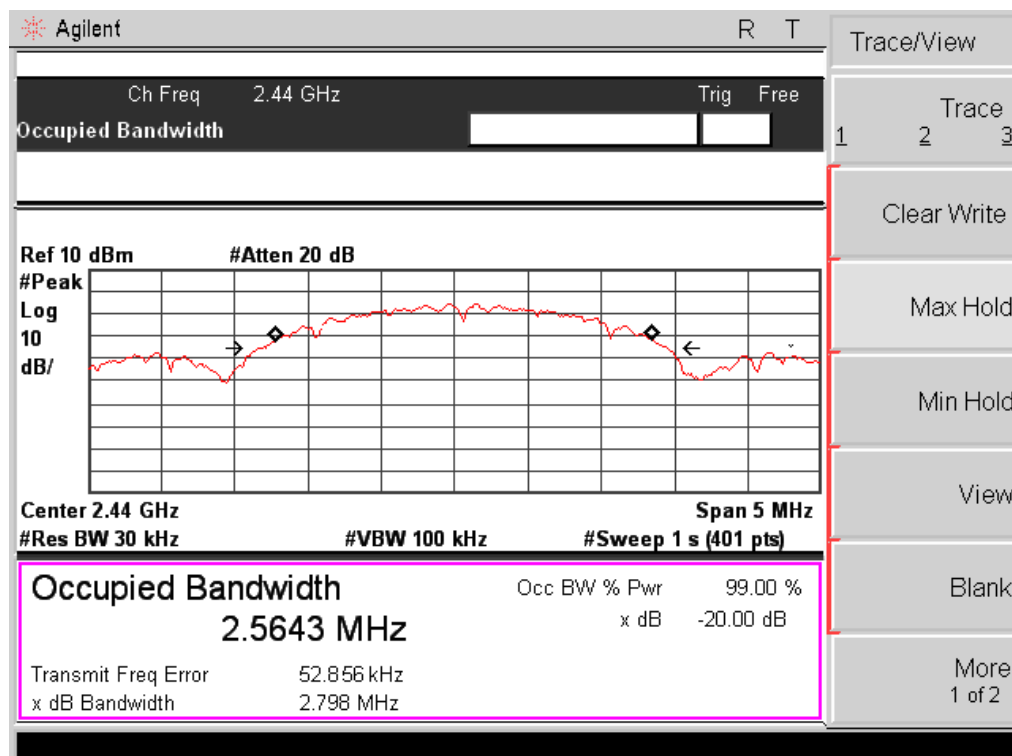 Agilent R T
Trace/View
Ch Freq 2.44 GHz Trig Free
Occupied Bandwidth
Trace
1 2 3
Clear Write
Ref 10 dBm #Atten 20 dB
#Peak
Log
10
dB/
Max Hold
Min Hold
View
Center 2.44 GHz Span 5 MHz
#Res BW 30 kHz #VBW 100 kHz #Sweep 1 s (401 pts)
Occupied Bandwidth Occ BW % Pwr 99.00 %
2.5643 MHz x dB -20.00 dB
Blank
Transmit Freq Error 52.856 kHz
x dB Bandwidth 2.798 MHz
More
1 of 2